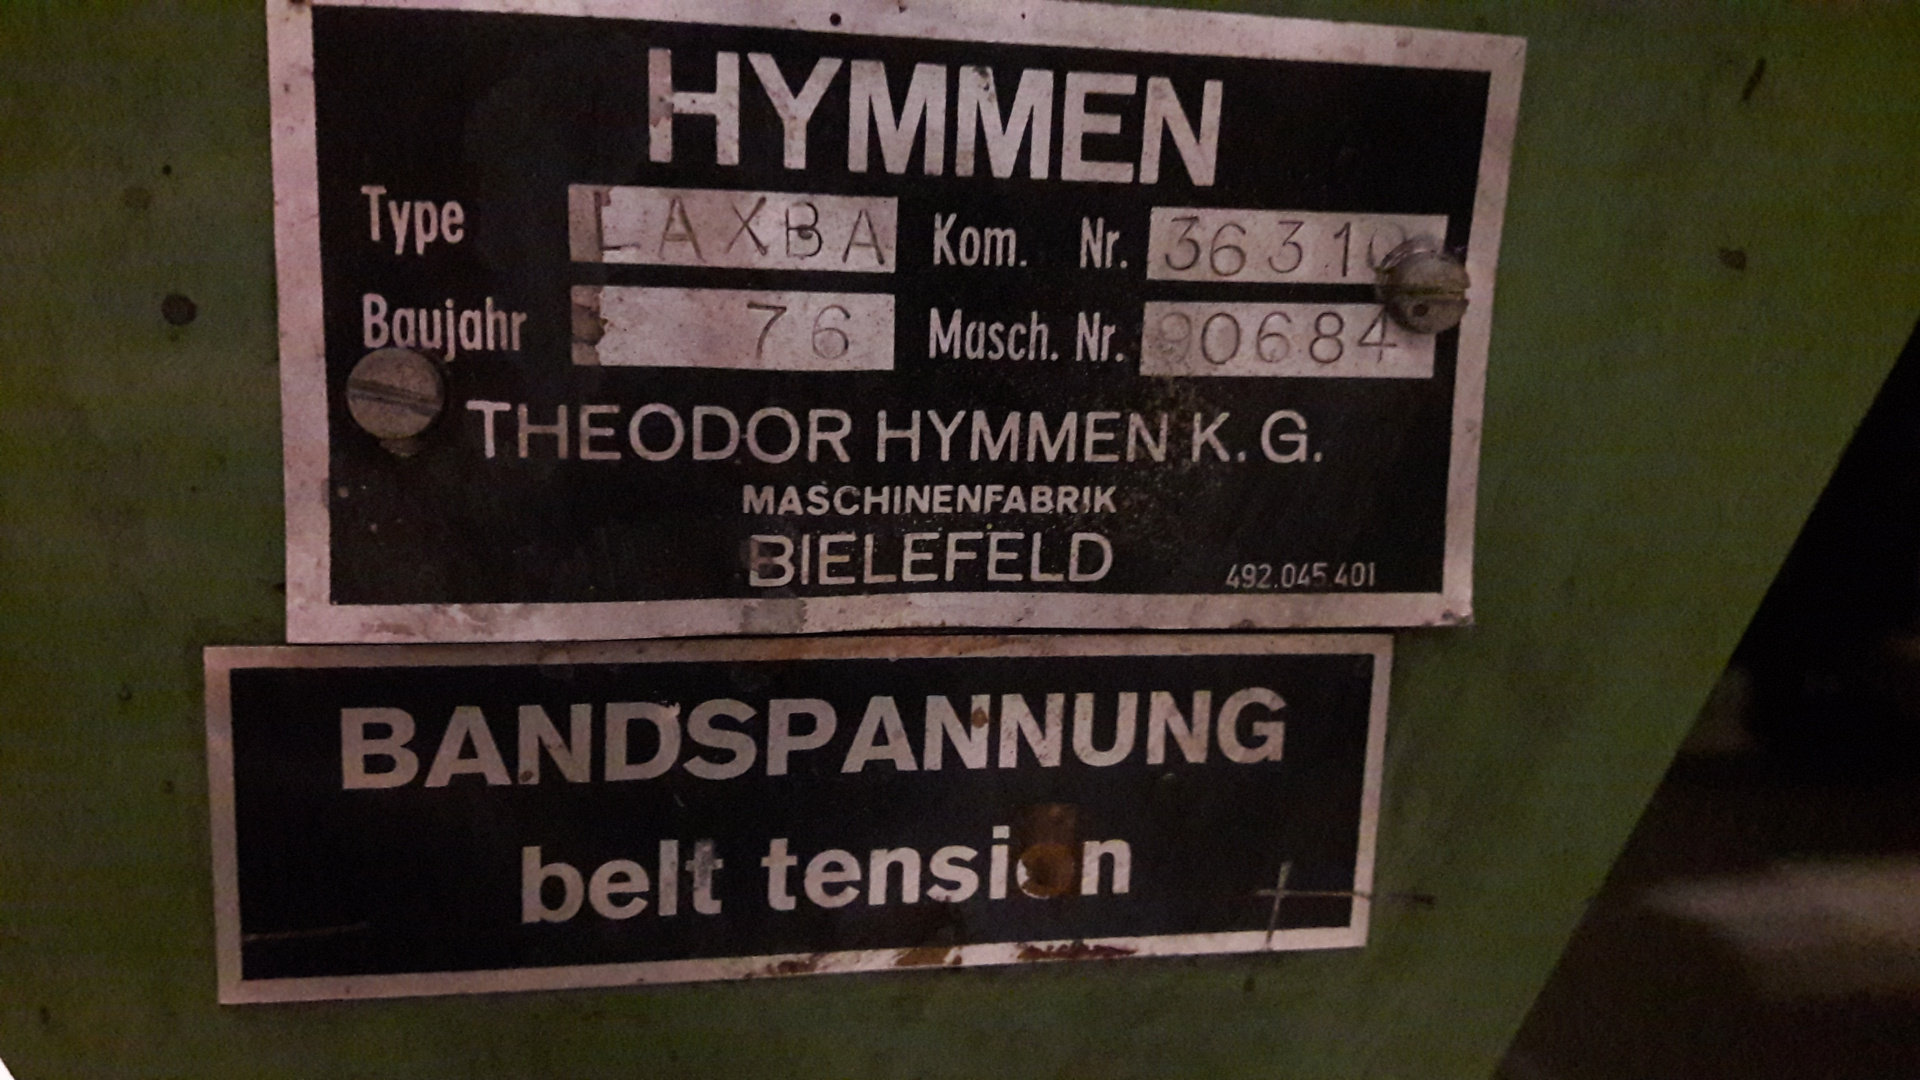 HYMMEN
Type LAXBA Kom. Nr. 36310
Baujahr 76 Masch. Nr. 90684
THEODOR HYMMEN K.G.
MASCHINENFABRIK
BIELEFELD
492.045.401
BANDSPANNUNG
belt tension